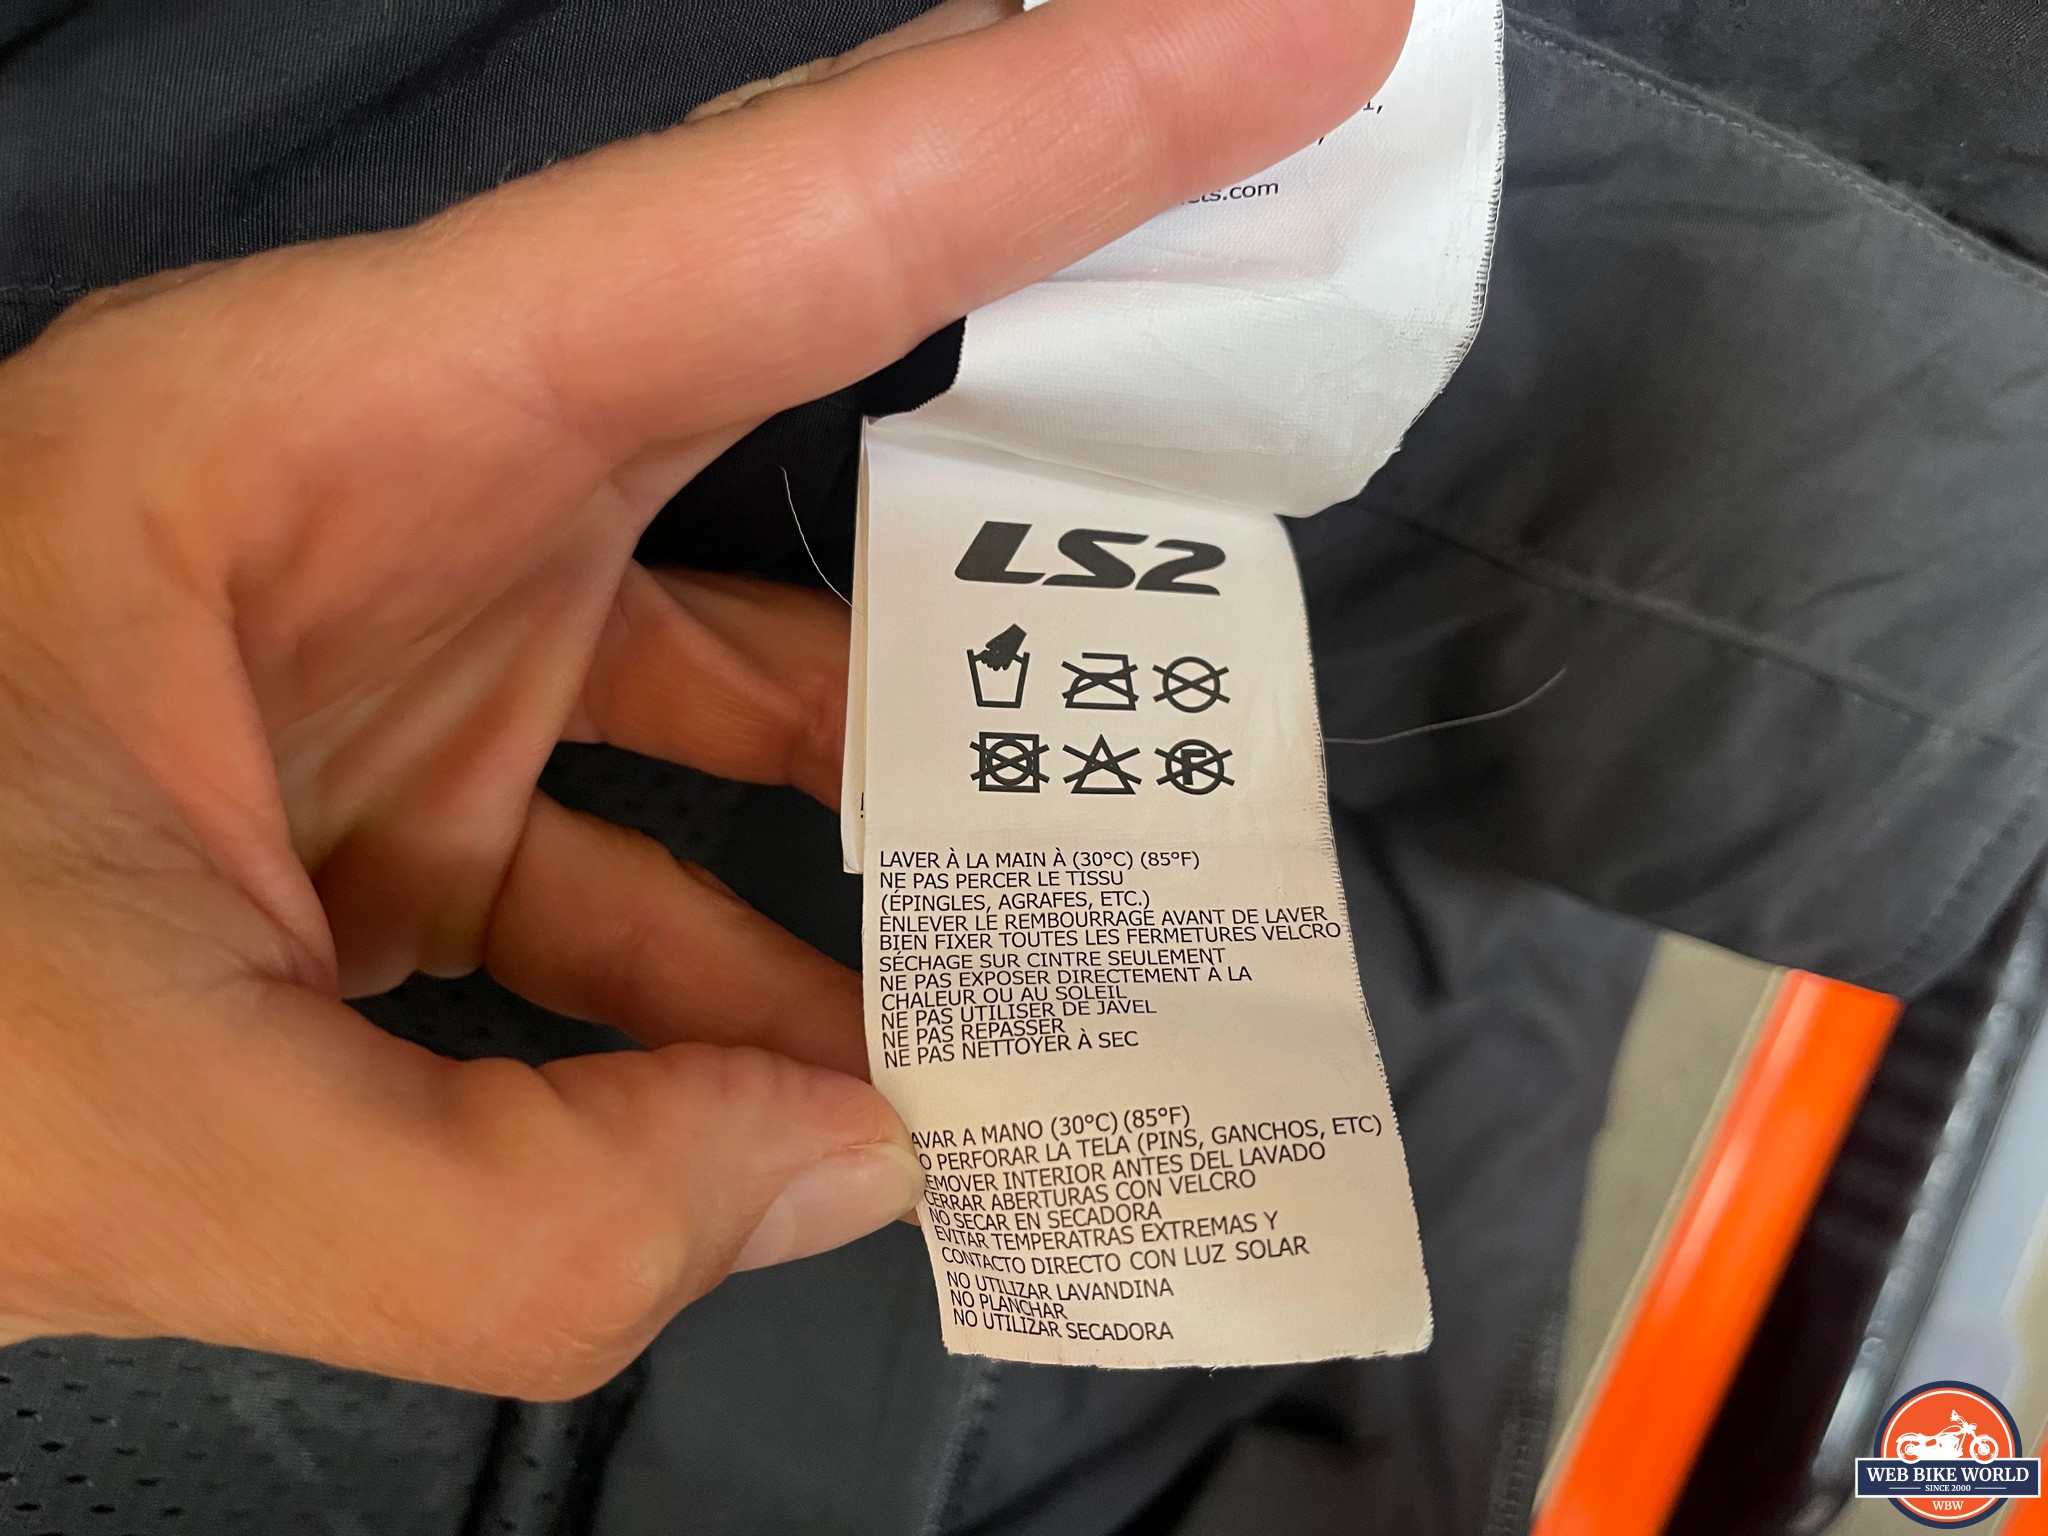 LS2
F
LAVER À LA MAIN À (30°C) (85°F)
NE PAS PERCER LE TISSU
(ÉPINGLES, AGRAFES, ETC.)
ENLEVER LE REMBOURRAGE AVANT DE LAVER
BIEN FIXER TOUTES LES FERMETURES VELCRO
SÉCHAGE SUR CINTRE SEULEMENT
NE PAS EXPOSER DIRECTEMENT À LA
CHALEUR OU AU SOLEIL
NE PAS UTILISER DE JAVEL
NE PAS REPASSER
NE PAS NETTOYER À SEC
AVAR A MANO (30°C) (85°F)
O PERFORAR LA TELA (PINS, GANCHOS, ETC)
EMOVER INTERIOR ANTES DEL LAVADO
CERRAR ABERTURAS CON VELCRO
NO SECAR EN SECADORA
EVITAR TEMPERATRAS EXTREMAS Y
CONTACTO DIRECTO CON LUZ SOLAR
NO UTILIZAR LAVANDINA
NO PLANCHAR
NO UTILIZAR SECADORA
WEB BIKE WORLD
SINCE 2000
WBW